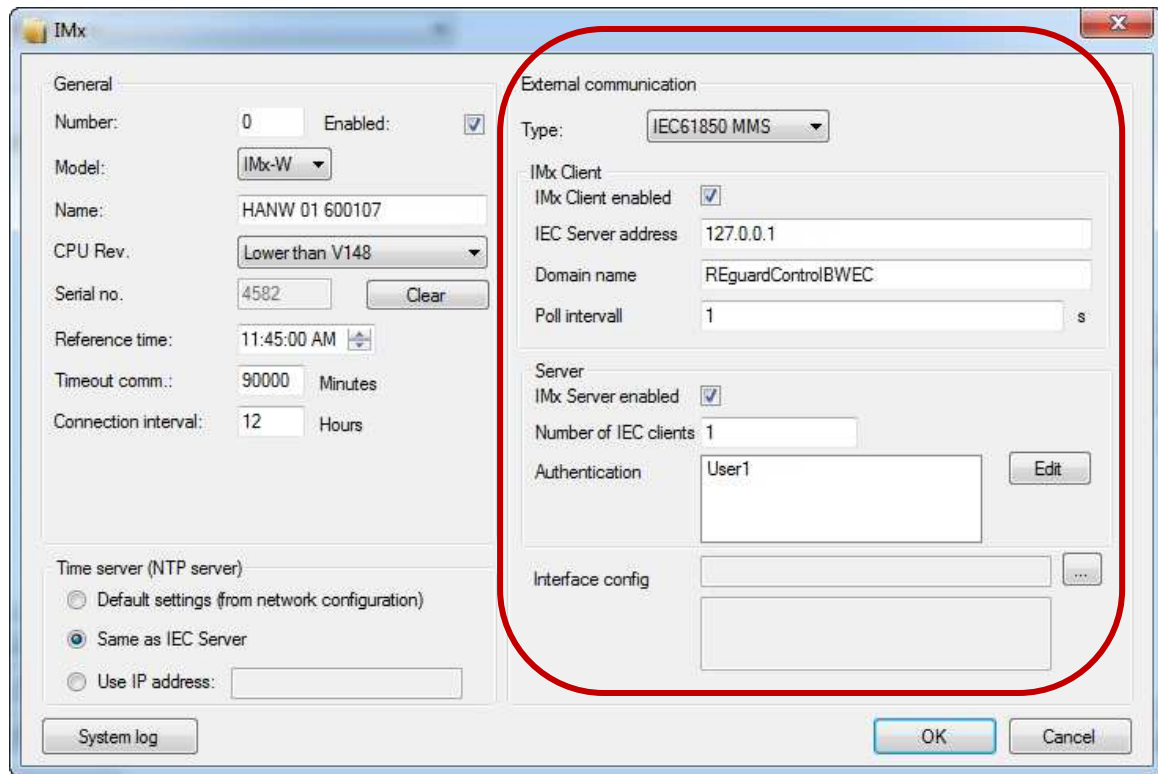 IMx
General
Number: 0 Enabled:
Model: IMx-W
Name: HANW 01 600107
CPU Rev. Lower than V148
Serial no. 4582 Clear
Reference time: 11:45:00 AM
Timeout comm.: 90000 Minutes
Connection interval: 12 Hours
Time server (NTP server)
Default settings (from network configuration)
Same as IEC Server
Use IP address:
System log
External communication
Type: IEC61850 MMS
IMx Client
IMx Client enabled
IEC Server address 127.0.0.1
Domain name REguardControlBWEC
Poll intervall 1 s
Server
IMx Server enabled
Number of IEC clients 1
Authentication User1 Edit
Interface config ...
OK Cancel